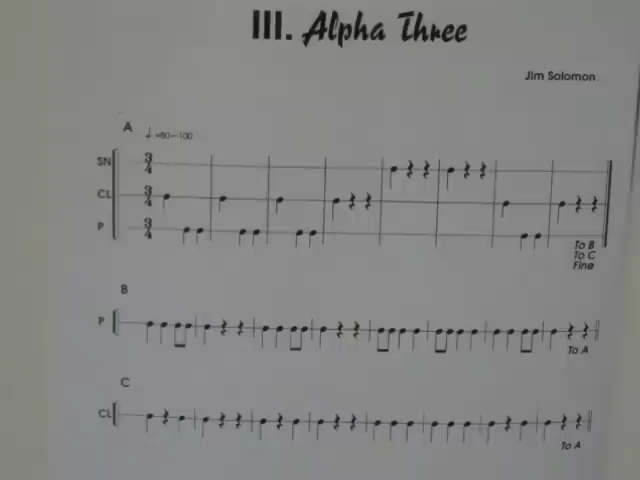 III. Alpha Three
Jim Solomon
A ♩=80-100
SN 3/4
CL 3/4
P 3/4
To B
To C
Fine
B
P
To A
C
CL
To A